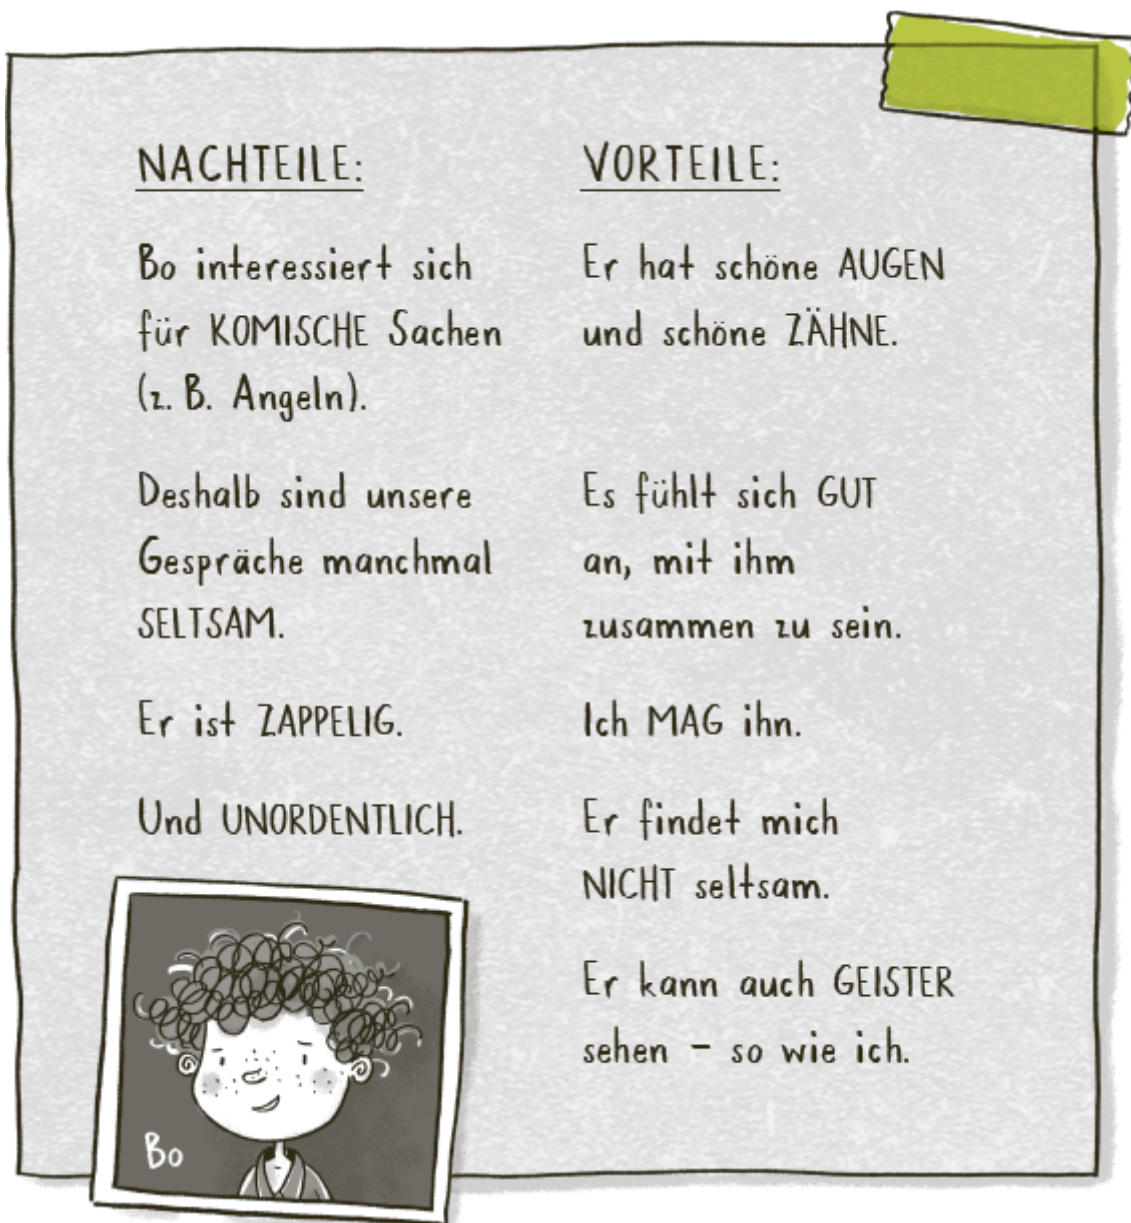 NACHTEILE:
Bo interessiert sich
für KOMISCHE Sachen
(z. B. Angeln).
Deshalb sind unsere
Gespräche manchmal
SELTSAM.
Er ist ZAPPELIG.
Und UNORDENTLICH.
Bo
VORTEILE:
Er hat schöne AUGEN
und schöne ZÄHNE.
Es fühlt sich GUT
an, mit ihm
zusammen zu sein.
Ich MAG ihn.
Er findet mich
NICHT seltsam.
Er kann auch GEISTER
sehen – so wie ich.